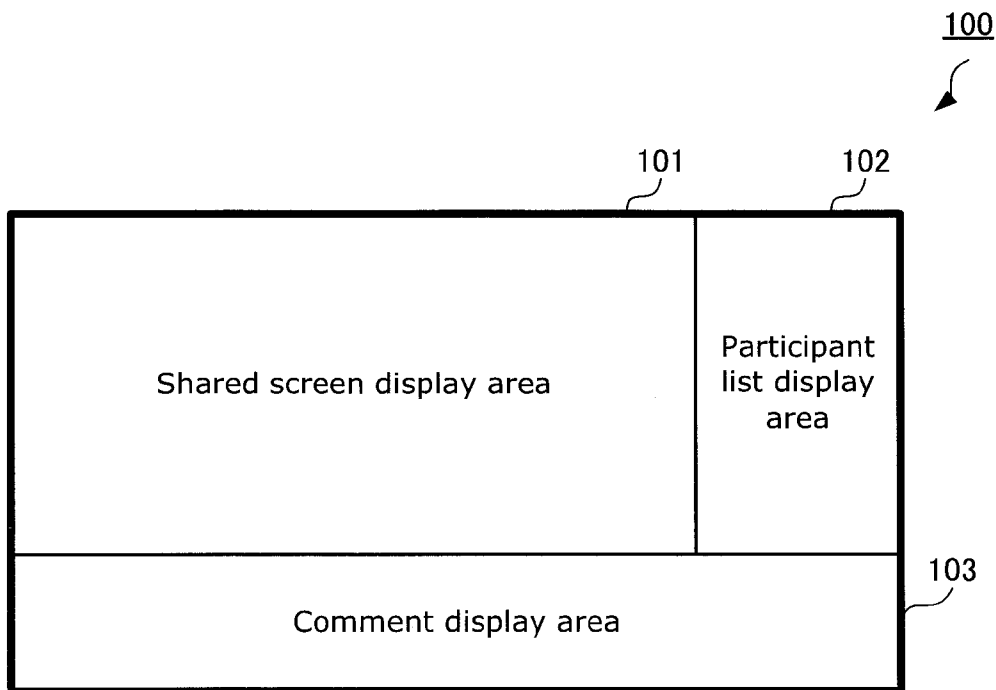 100
101
102
Shared screen display area
Participant
list display
area
103
Comment display area